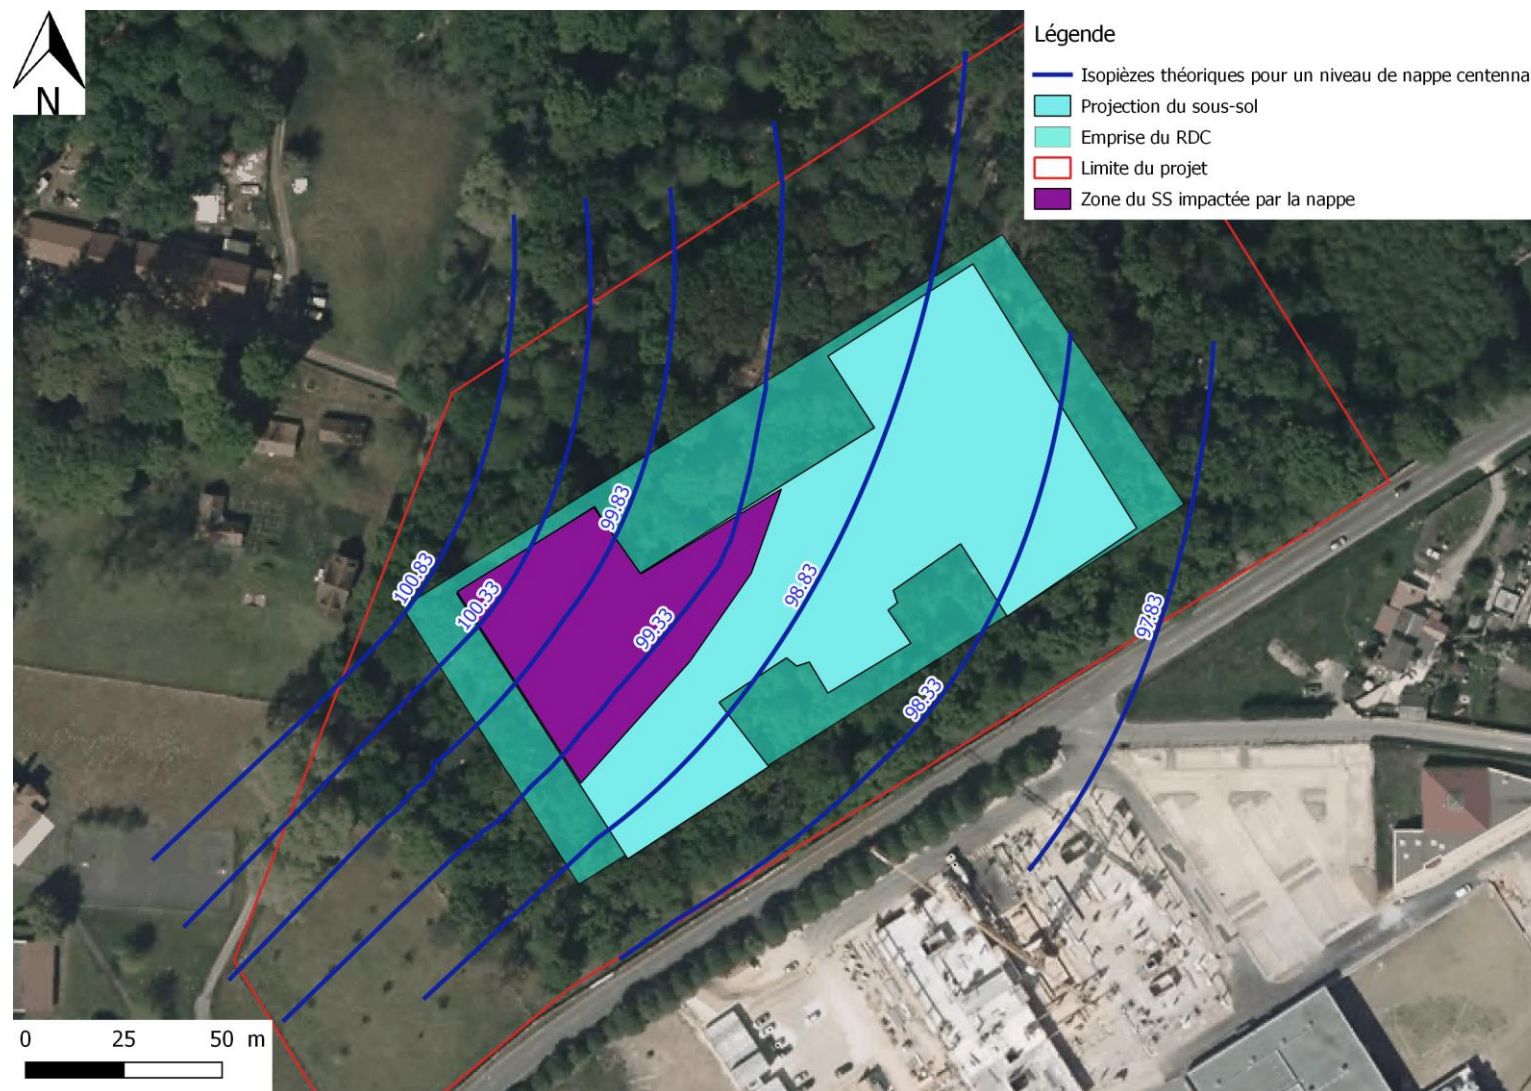 N
Légende
Isopièzes théoriques pour un niveau de nappe centenna
Projection du sous-sol
Emprise du RDC
Limite du projet
Zone du SS impactée par la nappe
100.83
100.33
99.83
99.33
98.83
98.33
97.83
0 25 50 m